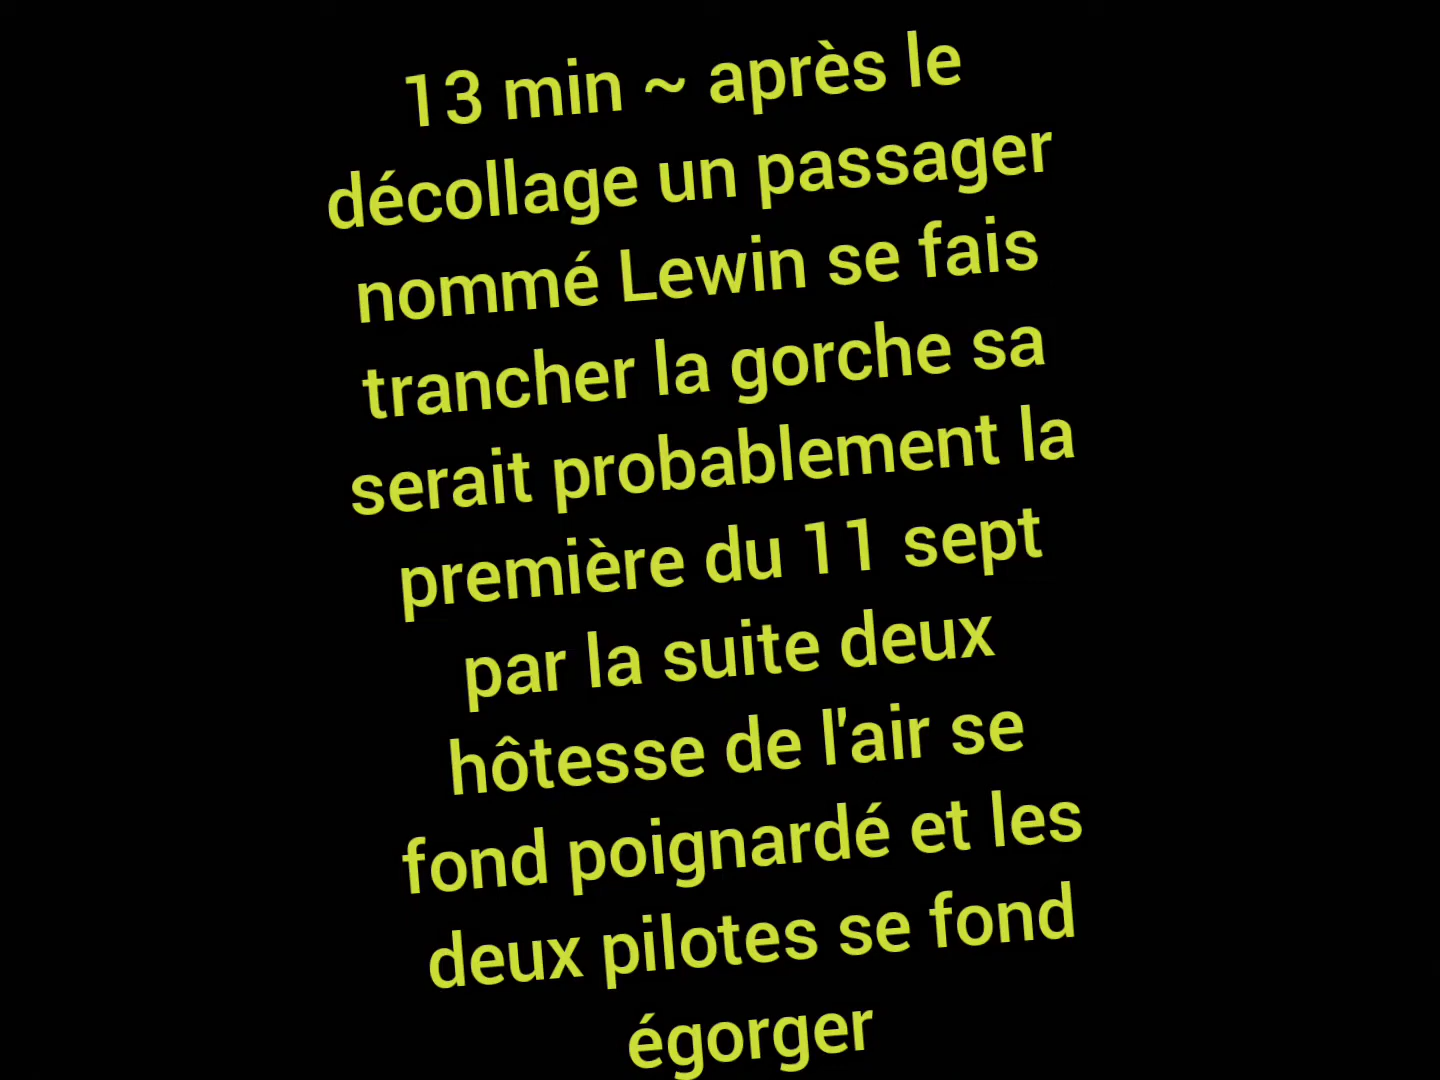 13 min ~ après le
décollage un passager
nommé Lewin se fais
trancher la gorche sa
serait probablement la
première du 11 sept
par la suite deux
hôtesse de l'air se
fond poignardé et les
deux pilotes se fond
égorger